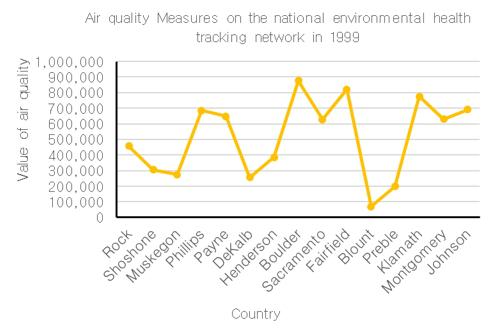 Air quality Measures on the national environmental health
tracking network in 1999
Value of air quality
1,000,000
900,000
800,000
700,000
600,000
500,000
400,000
300,000
200,000
100,000
0
Rock
Shoshone
Muskegon
Phillips
Payne
DeKalb
Henderson
Boulder
Sacramento
Fairfield
Blount
Preble
Klamath
Montgomery
Johnson
Country